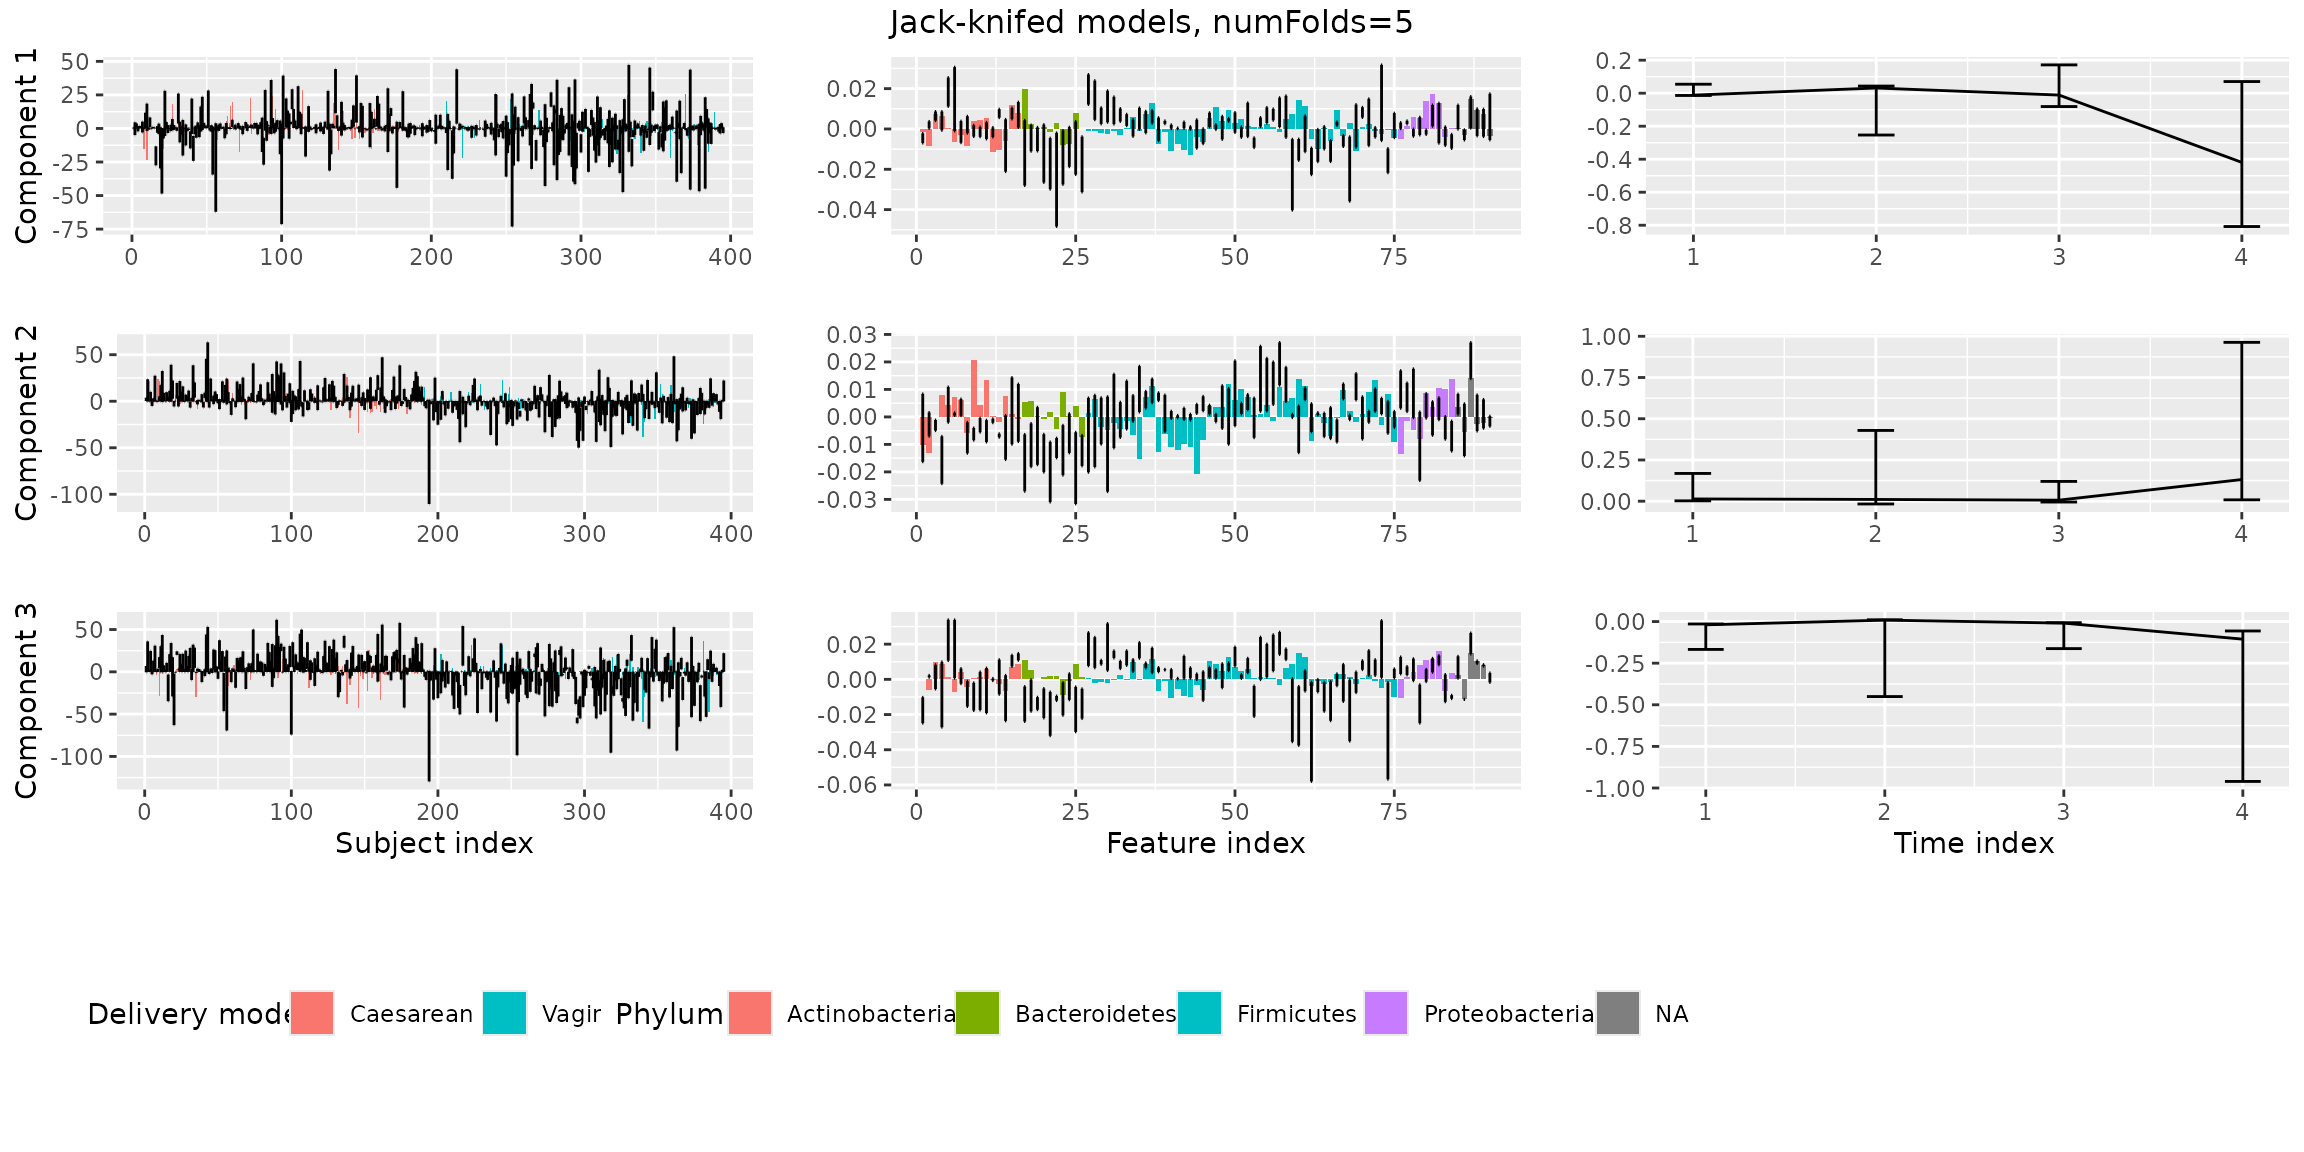 Jack-knifed models, numFolds=5
Component 1
50
25
0
-25
-50
-75
0 100 200 300 400
0.02
0.00
-0.02
-0.04
0 25 50 75
0.2
0.0
-0.2
-0.4
-0.6
-0.8
1 2 3 4
Component 2
50
0
-50
-100
0 100 200 300 400
0.03
0.02
0.01
0.00
-0.01
-0.02
-0.03
0 25 50 75
1.00
0.75
0.50
0.25
0.00
1 2 3 4
Component 3
50
0
-50
-100
0 100 200 300 400
Subject index
0.02
0.00
-0.02
-0.04
-0.06
0 25 50 75
Feature index
0.00
-0.25
-0.50
-0.75
-1.00
1 2 3 4
Time index
Delivery mode Caesarean Vagir Phylum Actinobacteria Bacteroidetes Firmicutes Proteobacteria NA